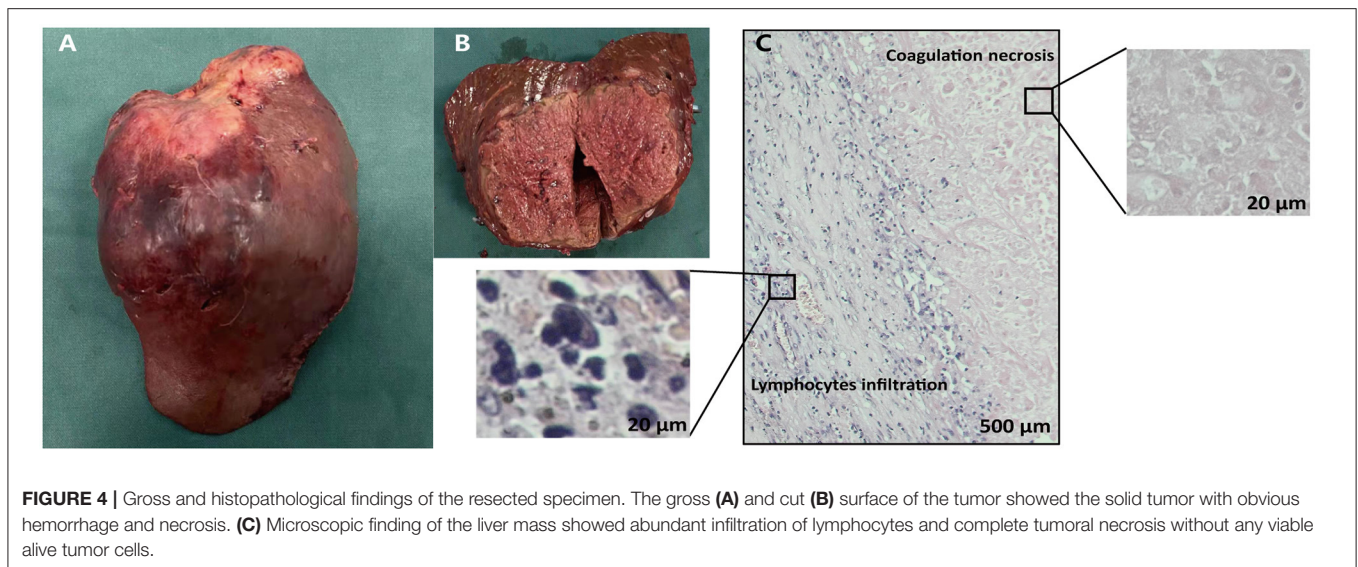 A
B
C
Coagulation necrosis
20 µm
Lymphocytes infiltration
20 µm
500 µm
FIGURE 4 | Gross and histopathological findings of the resected specimen. The gross (A) and cut (B) surface of the tumor showed the solid tumor with obvious
hemorrhage and necrosis. (C) Microscopic finding of the liver mass showed abundant infiltration of lymphocytes and complete tumoral necrosis without any viable
alive tumor cells.